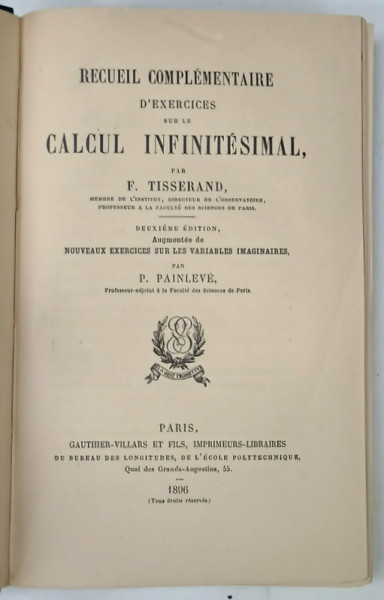 RECUEIL COMPLÉMENTAIRE
D'EXERCICES
SUR LE
CALCUL INFINITÉSIMAL,
PAR
F. TISSERAND,
MEMBRE DE L'INSTITUT, DIRECTEUR DE L'OBSERVATOIRE,
PROFESSEUR A LA FACULTÉ DES SCIENCES DE PARIS.
DEUXIÈME ÉDITION,
Augmentée de
NOUVEAUX EXERCICES SUR LES VARIABLES IMAGINAIRES,
PAR
P. PAINLEVÉ,
Professeur-adjoint à la Faculté des Sciences de Paris.
PARIS,
GAUTHIER-VILLARS ET FILS, IMPRIMEURS-LIBRAIRES
DU BUREAU DES LONGITUDES, DE L'ÉCOLE POLYTECHNIQUE,
Quai des Grands-Augustins, 55.
1896
(Tous droits réservés.)